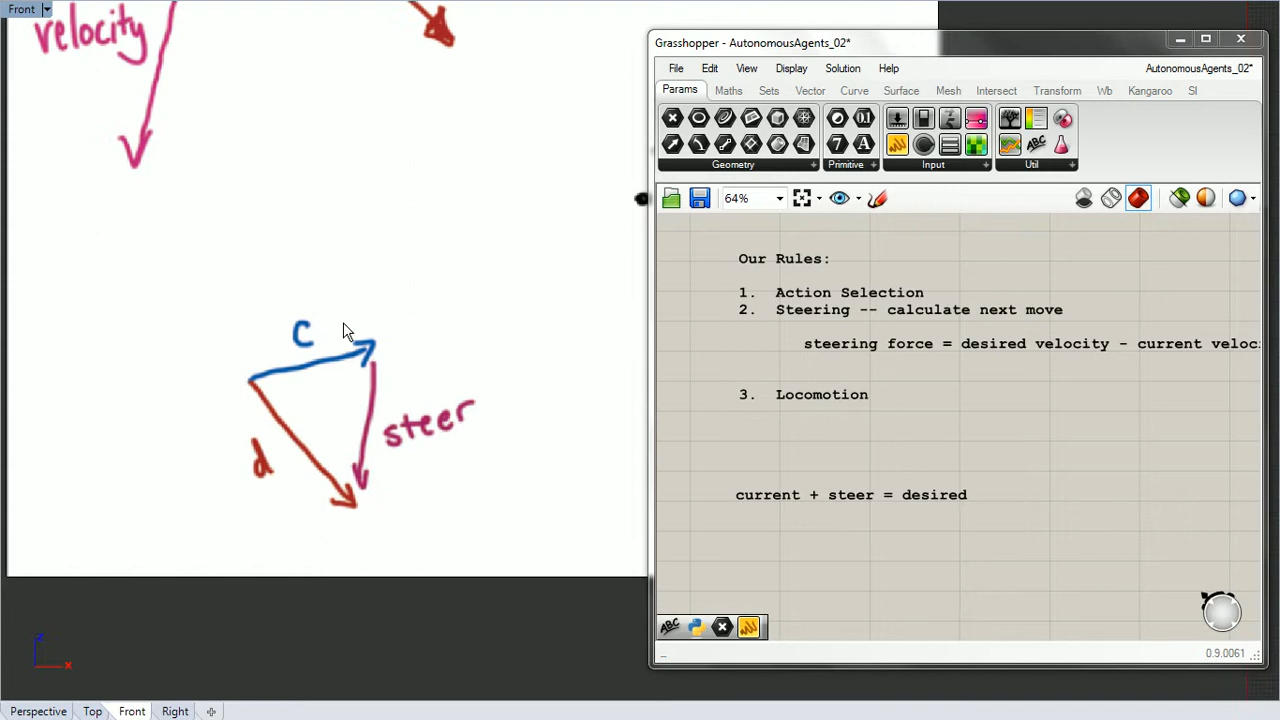 Front
velocity
C
d
steer
z
x
Perspective Top Front Right
Grasshopper - AutonomousAgents_02*
File Edit View Display Solution Help AutonomousAgents_02*
Params Maths Sets Vector Curve Surface Mesh Intersect Transform Wb Kangaroo SI
Geometry Primitive Input Util
64%
Our Rules:
1. Action Selection
2. Steering -- calculate next move
steering force = desired velocity - current veloc
3. Locomotion
current + steer = desired
0.9.0061